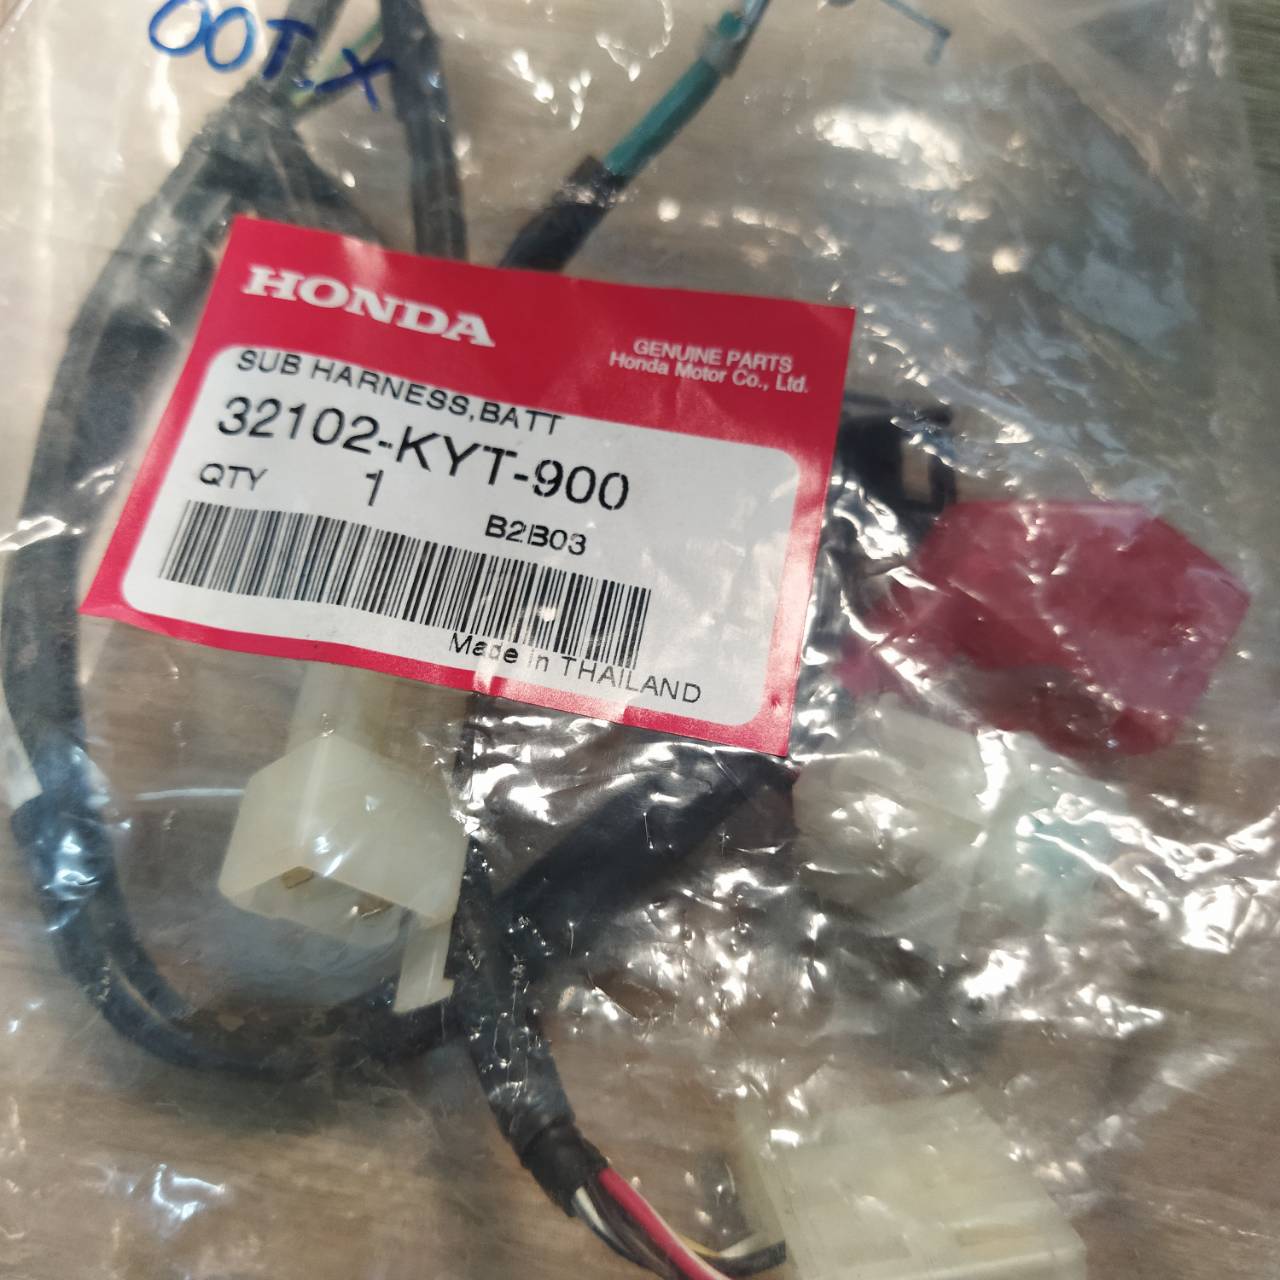 OOT.X
HONDA
GENUINE PARTS
Honda Motor Co., Ltd.
SUB HARNESS,BATT
32102-KYT-900
QTY 1
B2B03
Made in THAILAND